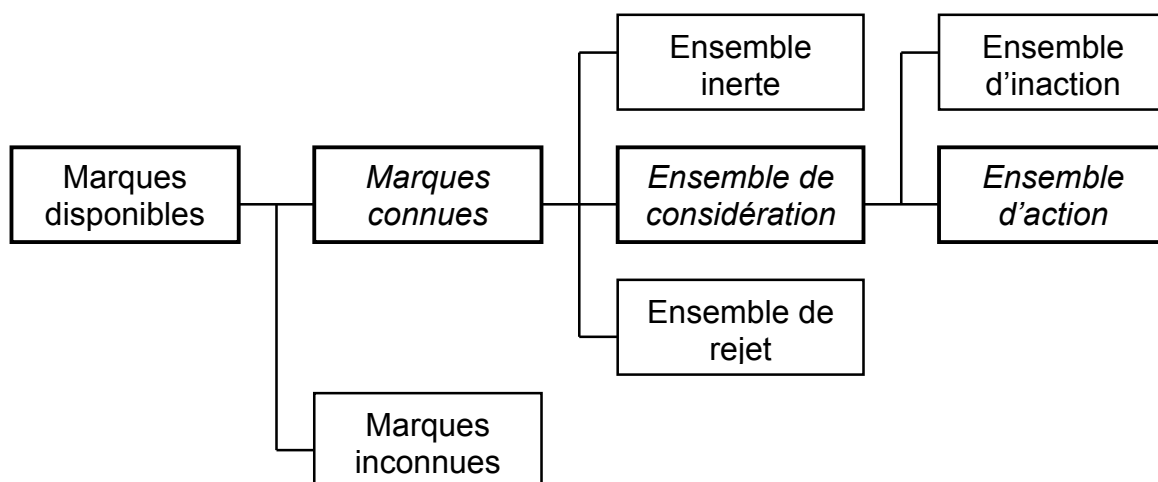 Ensemble
inerte
Ensemble
d’inaction
Marques
disponibles
Marques
connues
Ensemble de
considération
Ensemble
d’action
Ensemble de
rejet
Marques
inconnues